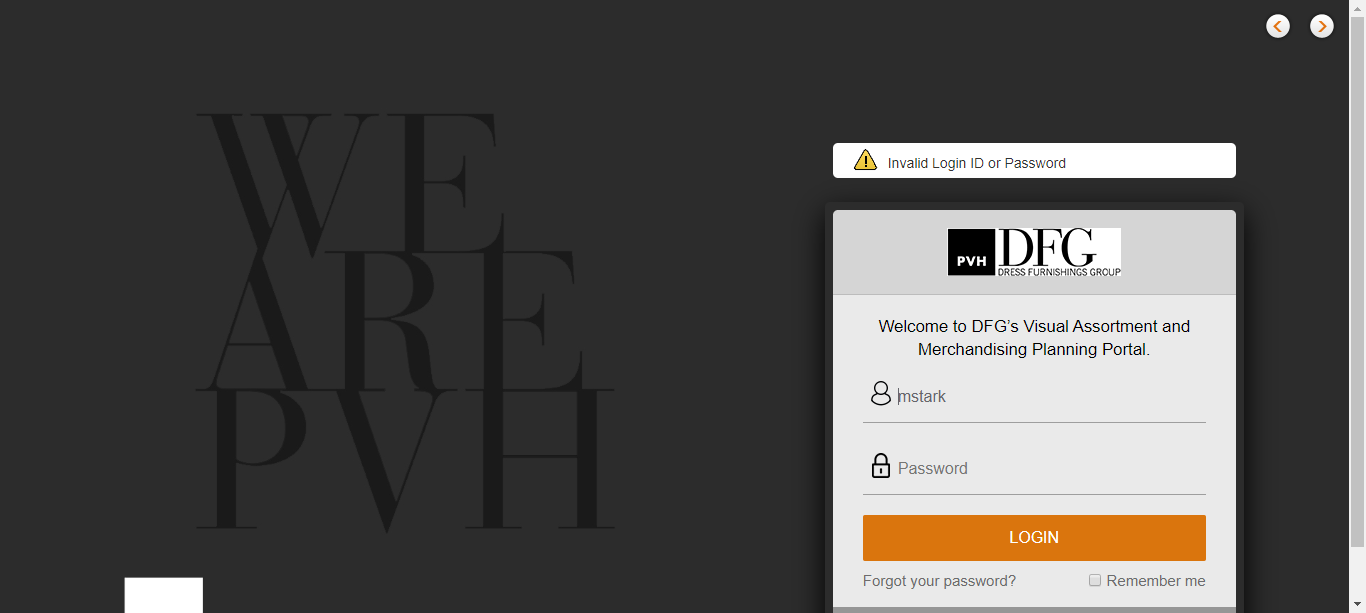 WE
ARE
PVH
Invalid Login ID or Password
PVH DFG
DRESS FURNISHINGS GROUP
Welcome to DFG’s Visual Assortment and
Merchandising Planning Portal.
mstark
Password
LOGIN
Forgot your password? Remember me